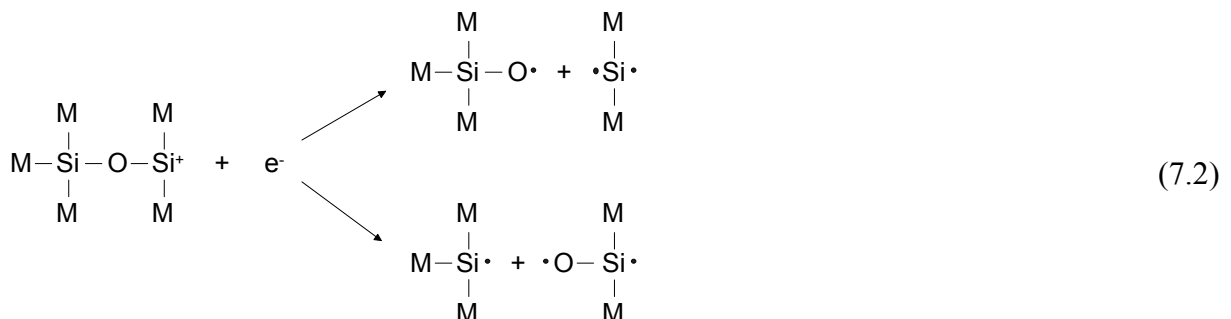 M M
M–Si–O• + •Si•
M M
M M
M–Si–O–Si⁺ + e⁻
M M
(7.2)
M M
M–Si• + •O–Si•
M M